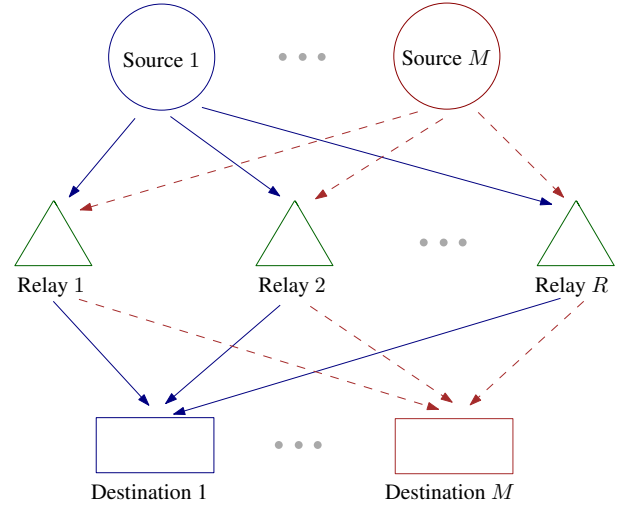 Source 1
Source M
Relay 1
Relay 2
Relay R
Destination 1
Destination M